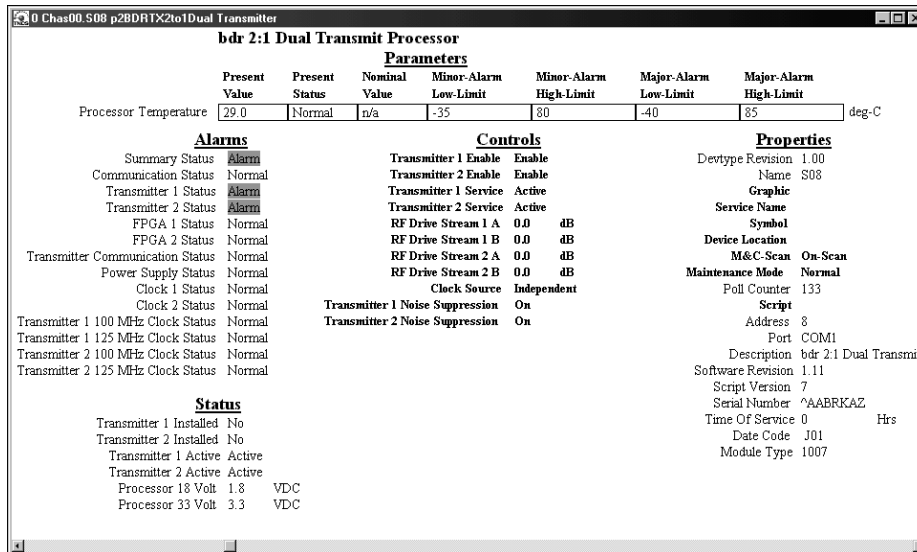 0 Chas00.S08 p2BDRTX2to1Dual Transmitter
bdr 2:1 Dual Transmit Processor
Parameters
Present Value Present Status Nominal Value Minor-Alarm Low-Limit Minor-Alarm High-Limit Major-Alarm Low-Limit Major-Alarm High-Limit
Processor Temperature 29.0 Normal n/a -35 80 -40 85 deg-C
Alarms
Summary Status Alarm
Communication Status Normal
Transmitter 1 Status Alarm
Transmitter 2 Status Alarm
FPGA 1 Status Normal
FPGA 2 Status Normal
Transmitter Communication Status Normal
Power Supply Status Normal
Clock 1 Status Normal
Clock 2 Status Normal
Transmitter 1 100 MHz Clock Status Normal
Transmitter 1 125 MHz Clock Status Normal
Transmitter 2 100 MHz Clock Status Normal
Transmitter 2 125 MHz Clock Status Normal
Status
Transmitter 1 Installed No
Transmitter 2 Installed No
Transmitter 1 Active Active
Transmitter 2 Active Active
Processor 18 Volt 1.8 VDC
Processor 33 Volt 3.3 VDC
Controls
Transmitter 1 Enable Enable
Transmitter 2 Enable Enable
Transmitter 1 Service Active
Transmitter 2 Service Active
RF Drive Stream 1 A 0.0 dB
RF Drive Stream 1 B 0.0 dB
RF Drive Stream 2 A 0.0 dB
RF Drive Stream 2 B 0.0 dB
Clock Source Independent
Transmitter 1 Noise Suppression On
Transmitter 2 Noise Suppression On
Properties
Devtype Revision 1.00
Name S08
Graphic
Service Name
Symbol
Device Location
M&C-Scan On-Scan
Maintenance Mode Normal
Poll Counter 133
Script
Address 8
Port COM1
Description bdr 2:1 Dual Transmi
Software Revision 1.11
Script Version 7
Serial Number ^AABRKAZ
Time Of Service 0 Hrs
Date Code J01
Module Type 1007